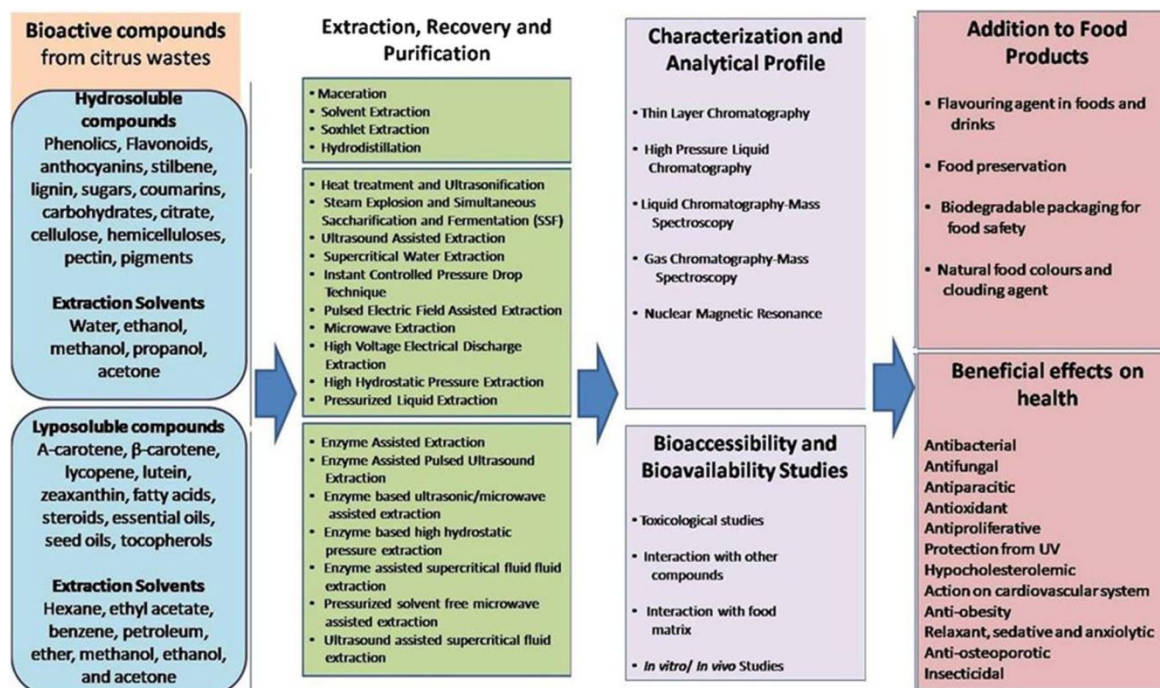 Bioactive compounds
from citrus wastes
Hydrosoluble
compounds
Phenolics, Flavonoids,
anthocyanins, stilbene,
lignin, sugars, coumarins,
carbohydrates, citrate,
cellulose, hemicelluloses,
pectin, pigments
Extraction Solvents
Water, ethanol,
methanol, propanol,
acetone
Lyposoluble compounds
A-carotene, β-carotene,
lycopene, lutein,
zeaxanthin, fatty acids,
steroids, essential oils,
seed oils, tocopherols
Extraction Solvents
Hexane, ethyl acetate,
benzene, petroleum,
ether, methanol, ethanol,
and acetone
Extraction, Recovery and
Purification
• Maceration
• Solvent Extraction
• Soxhlet Extraction
• Hydrodistillation
• Heat treatment and Ultrasonification
• Steam Explosion and Simultaneous
Saccharification and Fermentation (SSF)
• Ultrasound Assisted Extraction
• Supercritical Water Extraction
• Instant Controlled Pressure Drop
Technique
• Pulsed Electric Field Assisted Extraction
• Microwave Extraction
• High Voltage Electrical Discharge
Extraction
• High Hydrostatic Pressure Extraction
• Pressurized Liquid Extraction
• Enzyme Assisted Extraction
• Enzyme Assisted Pulsed Ultrasound
Extraction
• Enzyme based ultrasonic/microwave
assisted extraction
• Enzyme based high hydrostatic
pressure extraction
• Enzyme assisted supercritical fluid fluid
extraction
• Pressurized solvent free microwave
assisted extraction
• Ultrasound assisted supercritical fluid
extraction
Characterization and
Analytical Profile
• Thin Layer Chromatography
• High Pressure Liquid
Chromatography
• Liquid Chromatography-Mass
Spectroscopy
• Gas Chromatography-Mass
Spectroscopy
• Nuclear Magnetic Resonance
Bioaccessibility and
Bioavailability Studies
• Toxicological studies
• Interaction with other
compounds
• Interaction with food
matrix
• In vitro/ In vivo Studies
Addition to Food
Products
• Flavouring agent in foods and
drinks
• Food preservation
• Biodegradable packaging for
food safety
• Natural food colours and
clouding agent
Beneficial effects on
health
Antibacterial
Antifungal
Antiparacitic
Antioxidant
Antiproliferative
Protection from UV
Hypocholesterolemic
Action on cardiovascular system
Anti-obesity
Relaxant, sedative and anxiolytic
Anti-osteoporotic
Insecticidal